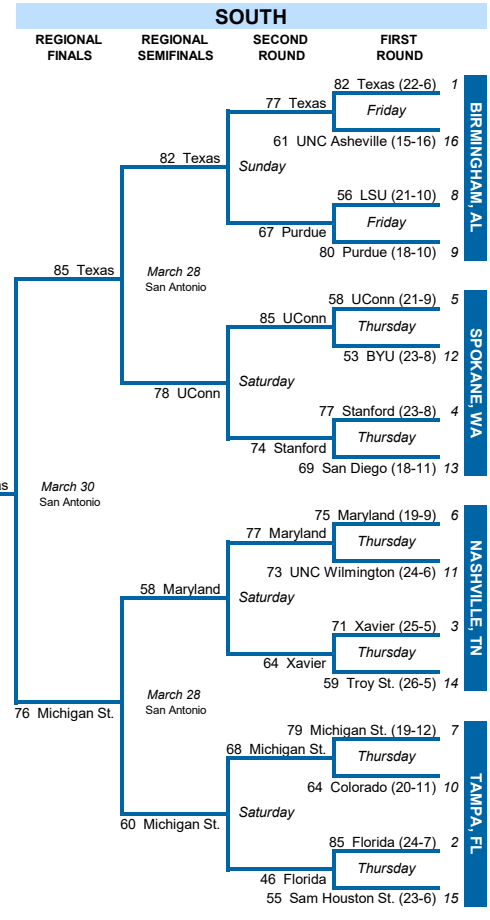 SOUTH
REGIONAL FINALS
REGIONAL SEMIFINALS
SECOND ROUND
FIRST ROUND
82 Texas (22-6) 1
77 Texas
Friday
61 UNC Asheville (15-16) 16
82 Texas
Sunday
56 LSU (21-10) 8
67 Purdue
Friday
80 Purdue (18-10) 9
BIRMINGHAM, AL
85 Texas
March 28
San Antonio
58 UConn (21-9) 5
85 UConn
Thursday
53 BYU (23-8) 12
78 UConn
Saturday
77 Stanford (23-8) 4
74 Stanford
Thursday
69 San Diego (18-11) 13
SPOKANE, WA
March 30
San Antonio
75 Maryland (19-9) 6
77 Maryland
Thursday
73 UNC Wilmington (24-6) 11
58 Maryland
Saturday
71 Xavier (25-5) 3
64 Xavier
Thursday
59 Troy St. (26-5) 14
NASHVILLE, TN
76 Michigan St.
March 28
San Antonio
79 Michigan St. (19-12) 7
68 Michigan St.
Thursday
64 Colorado (20-11) 10
60 Michigan St.
Saturday
85 Florida (24-7) 2
46 Florida
Thursday
55 Sam Houston St. (23-6) 15
TAMPA, FL